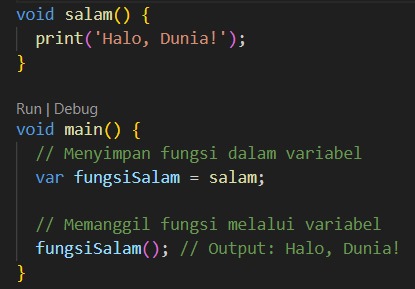 void salam() {
  print('Halo, Dunia!');
}
Run | Debug
void main() {
  // Menyimpan fungsi dalam variabel
  var fungsiSalam = salam;
  // Memanggil fungsi melalui variabel
  fungsiSalam(); // Output: Halo, Dunia!
}